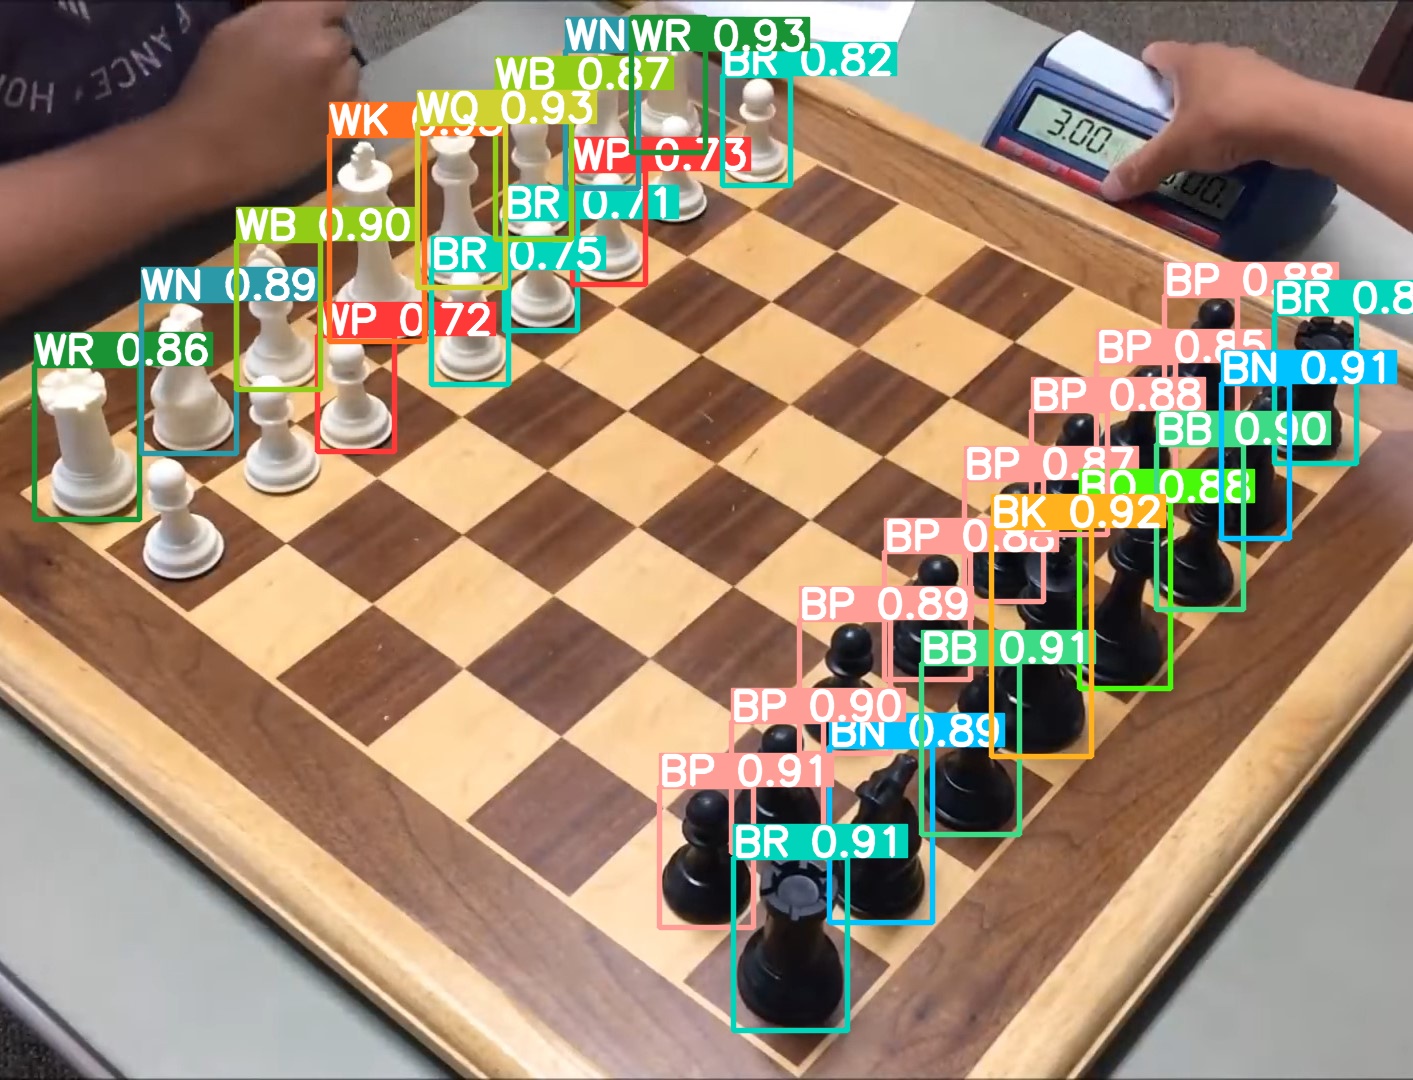 WN
WR 0.93
BR 0.82
WB 0.87
WQ 0.93
WK
3.00
WP 0.73
BR 0.71
WB 0.90
BR 0.75
WN 0.89
WP 0.72
WR 0.86
BP 0.88
BR 0.8
BP 0.85
BN 0.91
BP 0.88
BB 0.90
BP 0.87
BQ 0.88
BK 0.92
BP
BP 0.89
BB 0.91
BP 0.90
BN 0.89
BP 0.91
BR 0.91